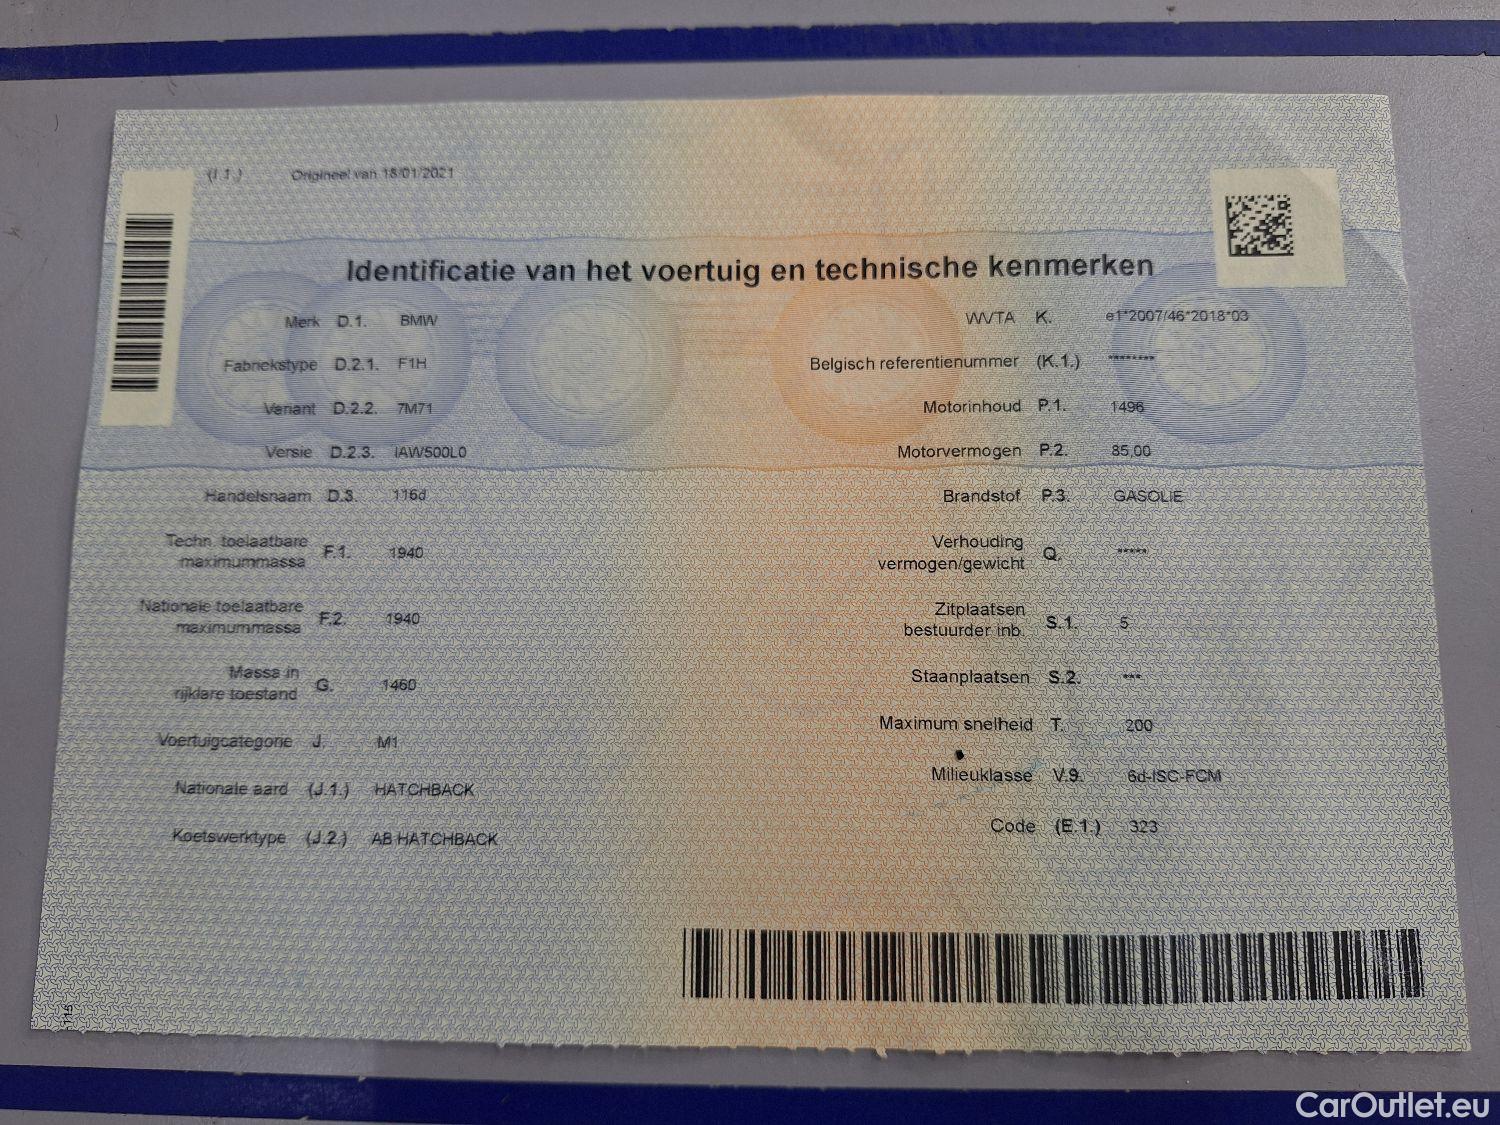 (I.1.) Origineel van 18/01/2021
Identificatie van het voertuig en technische kenmerken
Merk D.1. BMW
Fabriekstype D.2.1. F1H
Variant D.2.2. 7M71
Versie D.2.3. IAW500L0
Handelsnaam D.3. 116d
Techn. toelaatbare
maximummassa F.1. 1940
Nationale toelaatbare
maximummassa F.2. 1940
Massa in
rijklare toestand G. 1460
Voertuigcategorie J. M1
Nationale aard (J.1.) HATCHBACK
Koetswerktype (J.2.) AB HATCHBACK
WVTA K. e1*2007/46*2018*03
Belgisch referentienummer (K.1.) ********
Motorinhoud P.1. 1496
Motorvermogen P.2. 85,00
Brandstof P.3. GASOLIE
Verhouding
vermogen/gewicht Q. *****
Zitplaatsen
bestuurder inb. S.1. 5
Staanplaatsen S.2. ***
Maximum snelheid T. 200
Milieuklasse V.9. 6d-ISC-FCM
Code (E.1.) 323
1.15
CarOutlet.eu